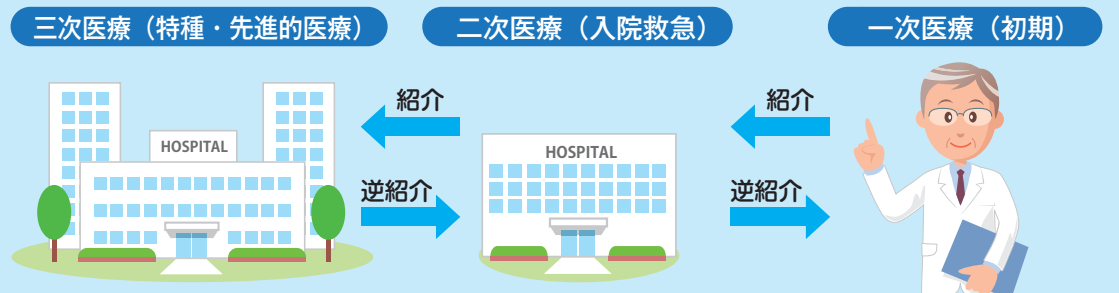 三次医療（特種・先進的医療）
二次医療（入院救急）
一次医療（初期）
紹介
紹介
HOSPITAL
HOSPITAL
逆紹介
逆紹介